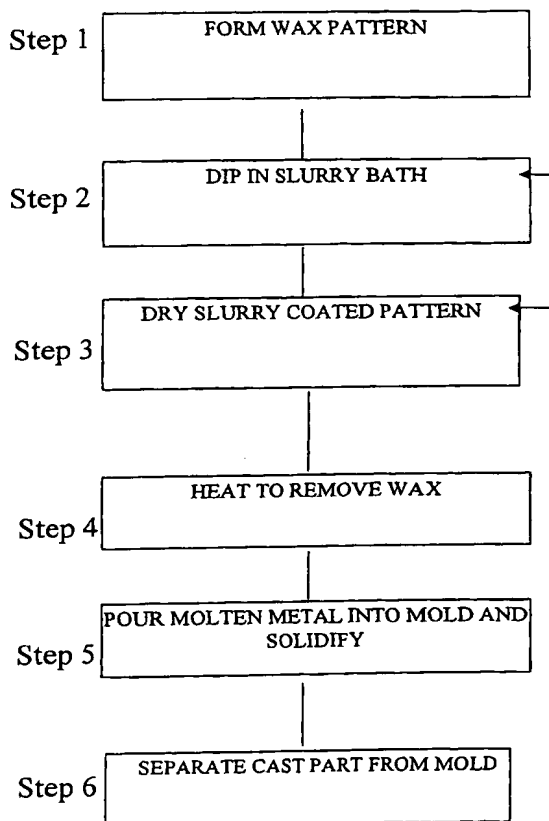 Step 1
FORM WAX PATTERN
Step 2
DIP IN SLURRY BATH
Step 3
DRY SLURRY COATED PATTERN
Step 4
HEAT TO REMOVE WAX
Step 5
POUR MOLTEN METAL INTO MOLD AND
SOLIDIFY
Step 6
SEPARATE CAST PART FROM MOLD